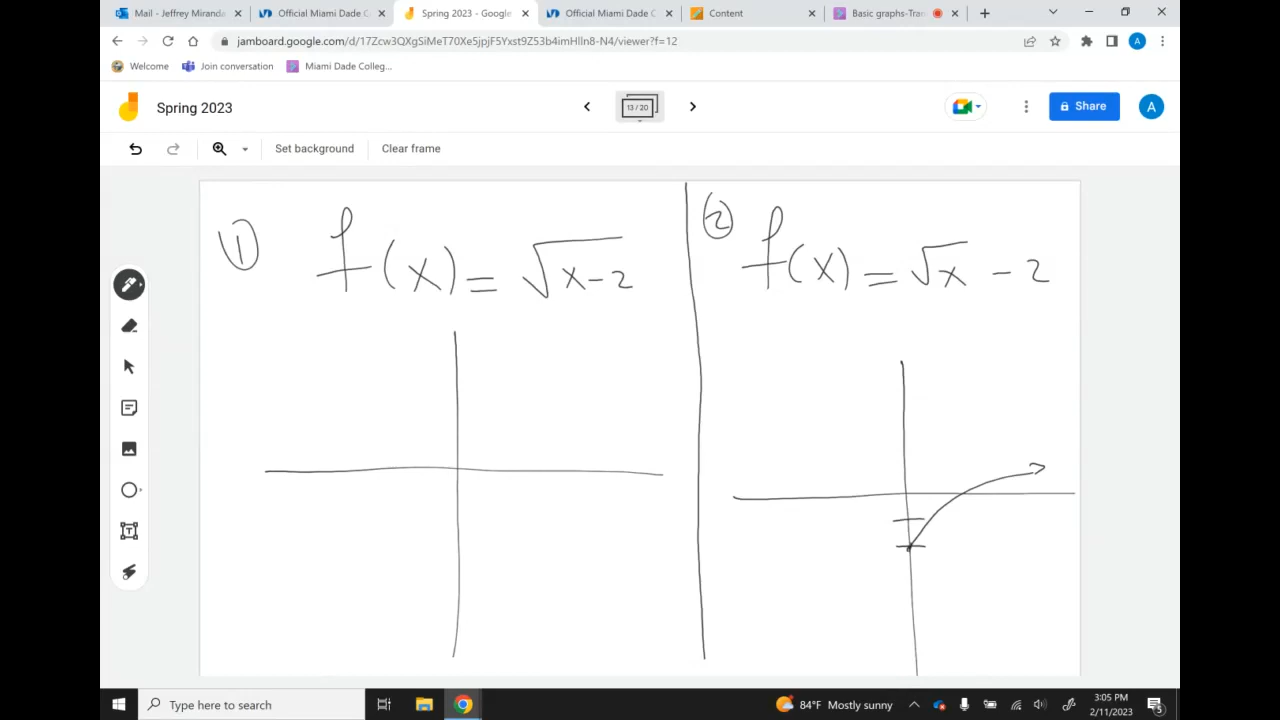 Mail - Jeffrey Miranda
Official Miami Dade C
Spring 2023 - Google
Official Miami Dade C
Content
Basic graphs-Tran
jamboard.google.com/d/17Zcw3QXgSiMeT70Xe5jpjF5Yxst9Z53b4imHlln8-N4/viewer?f=12
A
Welcome
Join conversation
Miami Dade Colleg...
Spring 2023
13 / 20
Share
A
Set background
Clear frame
① f(x) = √x-2
② f(x) = √x - 2
Type here to search
84°F Mostly sunny
3:05 PM
2/11/2023
5